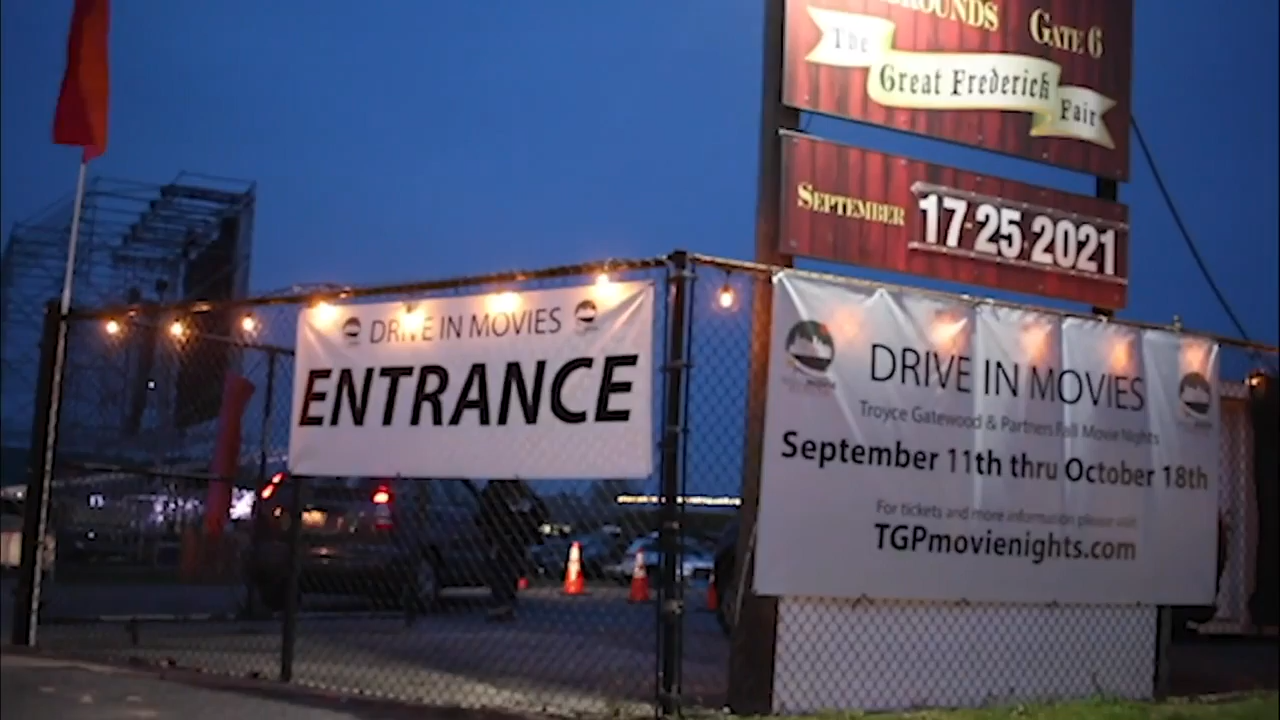 GATE 6
The
Great Frederick
Fair
SEPTEMBER 17-25 2021
DRIVE IN MOVIES
ENTRANCE
DRIVE IN MOVIES
Troyce Gatewood & Partners Fall Movie Nights
September 11th thru October 18th
For tickets and more information please visit
TGPmovienights.com